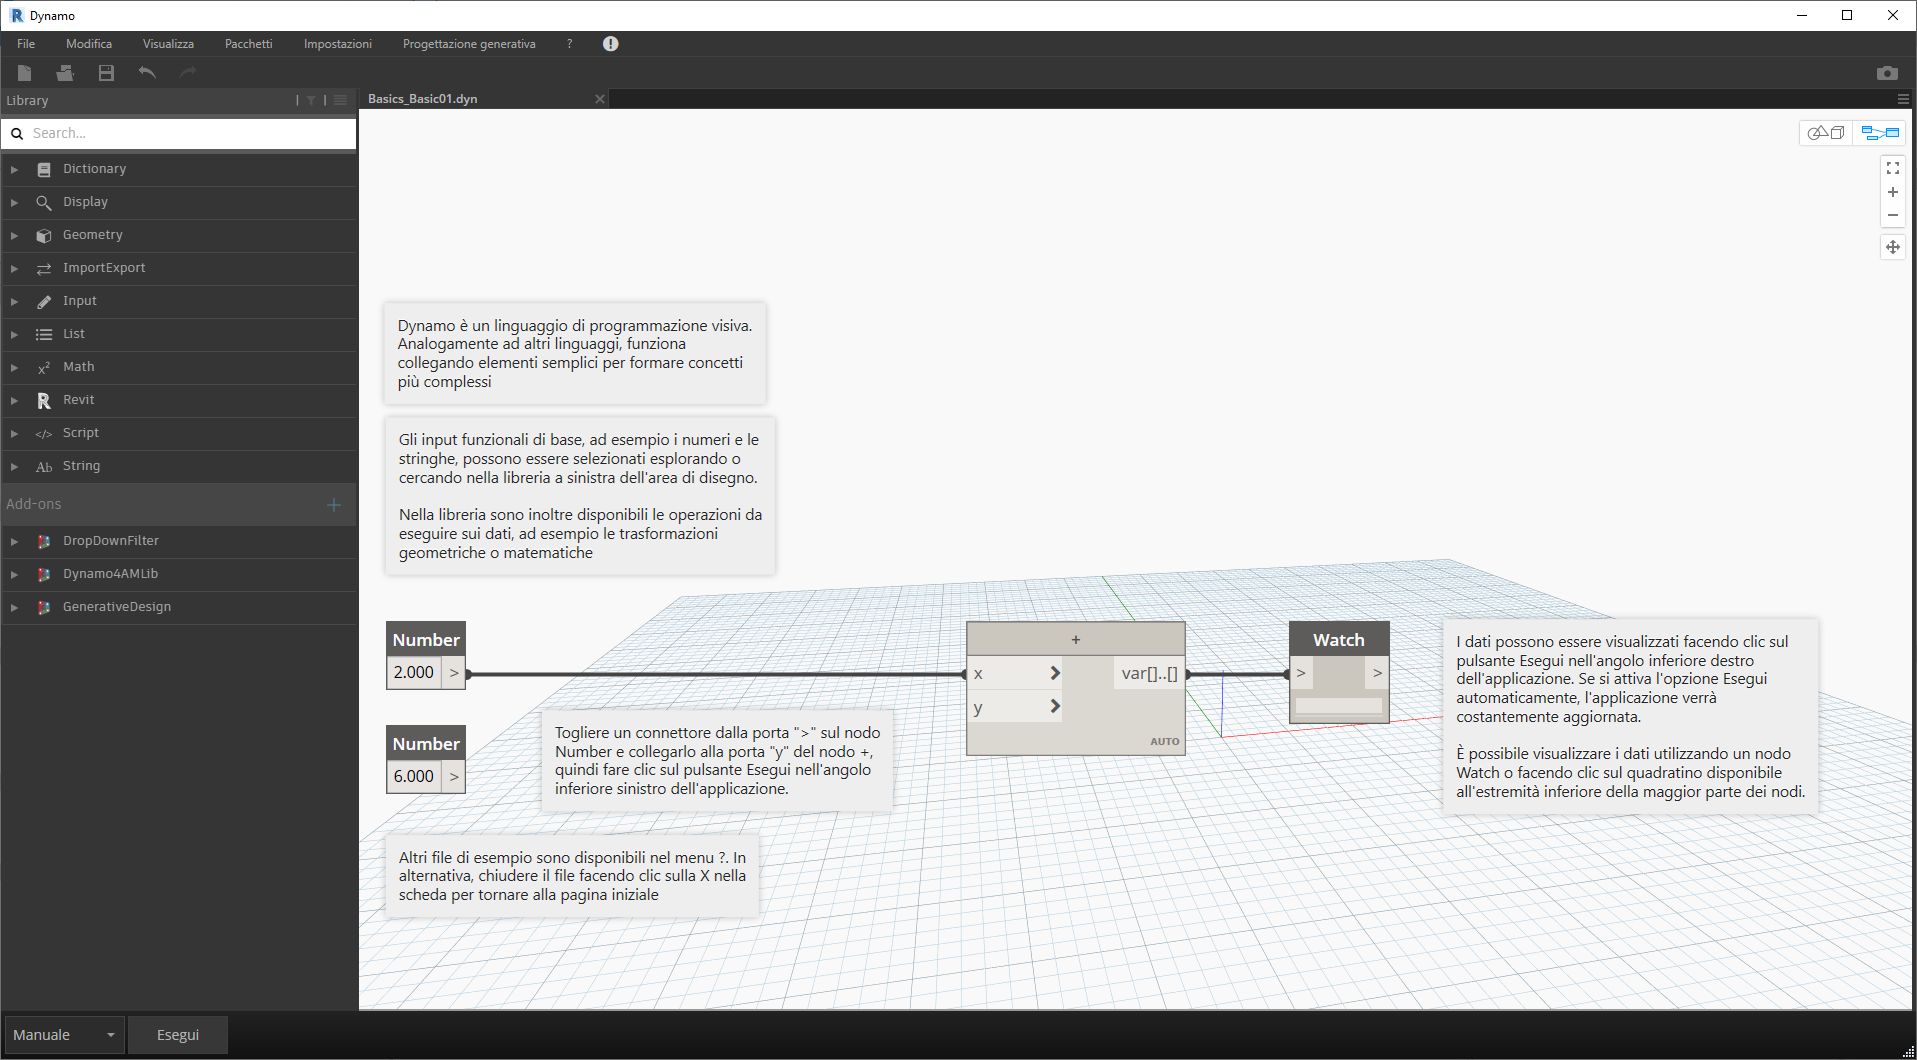 Dynamo
File Modifica Visualizza Pacchetti Impostazioni Progettazione generativa ?
Library
Basics_Basic01.dyn
Search...
Dictionary
Display
Geometry
ImportExport
Input
List
Math
Revit
Script
String
Add-ons
DropDownFilter
Dynamo4AMLib
GenerativeDesign
Dynamo è un linguaggio di programmazione visiva.
Analogamente ad altri linguaggi, funziona
collegando elementi semplici per formare concetti
più complessi
Gli input funzionali di base, ad esempio i numeri e le
stringhe, possono essere selezionati esplorando o
cercando nella libreria a sinistra dell'area di disegno.
Nella libreria sono inoltre disponibili le operazioni da
eseguire sui dati, ad esempio le trasformazioni
geometriche o matematiche
Number
2.000 >
Number
6.000 >
Togliere un connettore dalla porta ">" sul nodo
Number e collegarlo alla porta "y" del nodo +,
quindi fare clic sul pulsante Esegui nell'angolo
inferiore sinistro dell'applicazione.
Altri file di esempio sono disponibili nel menu ?. In
alternativa, chiudere il file facendo clic sulla X nella
scheda per tornare alla pagina iniziale
+
x var[]..[]
y
AUTO
Watch
> >
I dati possono essere visualizzati facendo clic sul
pulsante Esegui nell'angolo inferiore destro
dell'applicazione. Se si attiva l'opzione Esegui
automaticamente, l'applicazione verrà
costantemente aggiornata.
È possibile visualizzare i dati utilizzando un nodo
Watch o facendo clic sul quadratino disponibile
all'estremità inferiore della maggior parte dei nodi.
Manuale
Esegui